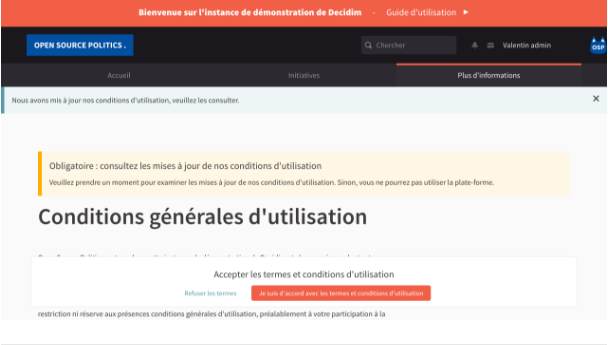 Bienvenue sur l'instance de démonstration de Decidim - Guide d'utilisation ►
OPEN SOURCE POLITICS .
Chercher
Valentin admin
OSP
Accueil
Initiatives
Plus d'informations
Nous avons mis à jour nos conditions d'utilisation, veuillez les consulter.
×
Obligatoire : consultez les mises à jour de nos conditions d'utilisation
Veuillez prendre un moment pour examiner les mises à jour de nos conditions d'utilisation. Sinon, vous ne pourrez pas utiliser la plate-forme.
Conditions générales d'utilisation
Accepter les termes et conditions d'utilisation
Refuser les termes
Je suis d'accord avec les termes et conditions d'utilisation
restriction ni réserve aux présences conditions générales d'utilisation, préalablement à votre participation à la